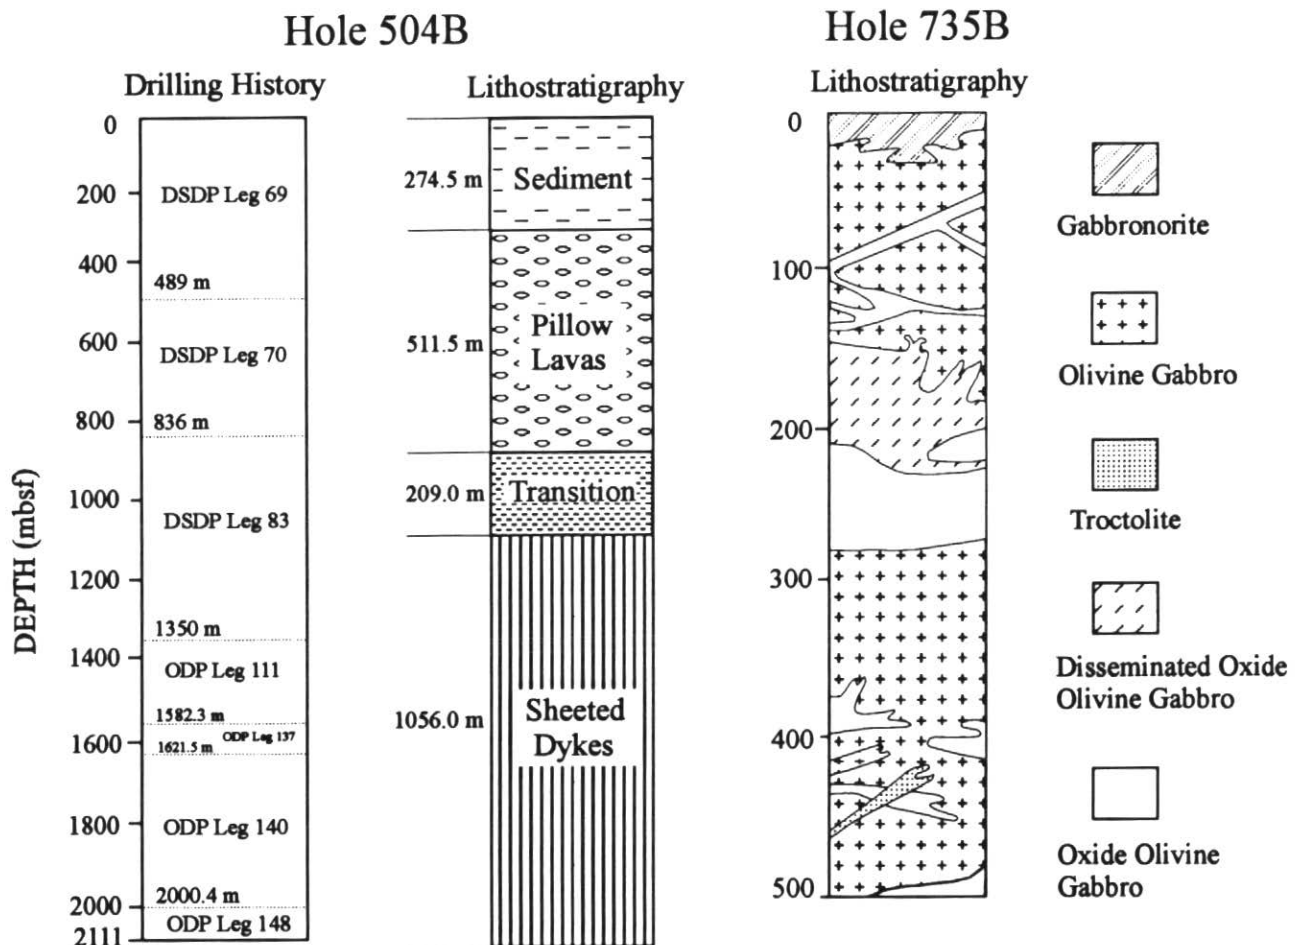 Hole 504B
Hole 735B
Drilling History
Lithostratigraphy
Lithostratigraphy
DEPTH (mbsf)
0
200
400
600
800
1000
1200
1400
1600
1800
2000
2111
DSDP Leg 69
489 m
DSDP Leg 70
836 m
DSDP Leg 83
1350 m
ODP Leg 111
1582.3 m
ODP Leg 137
1621.5 m
ODP Leg 140
2000.4 m
ODP Leg 148
274.5 m
Sediment
511.5 m
Pillow
Lavas
209.0 m
Transition
1056.0 m
Sheeted
Dykes
0
100
200
300
400
500
Gabbronorite
Olivine Gabbro
Troctolite
Disseminated Oxide
Olivine Gabbro
Oxide Olivine
Gabbro